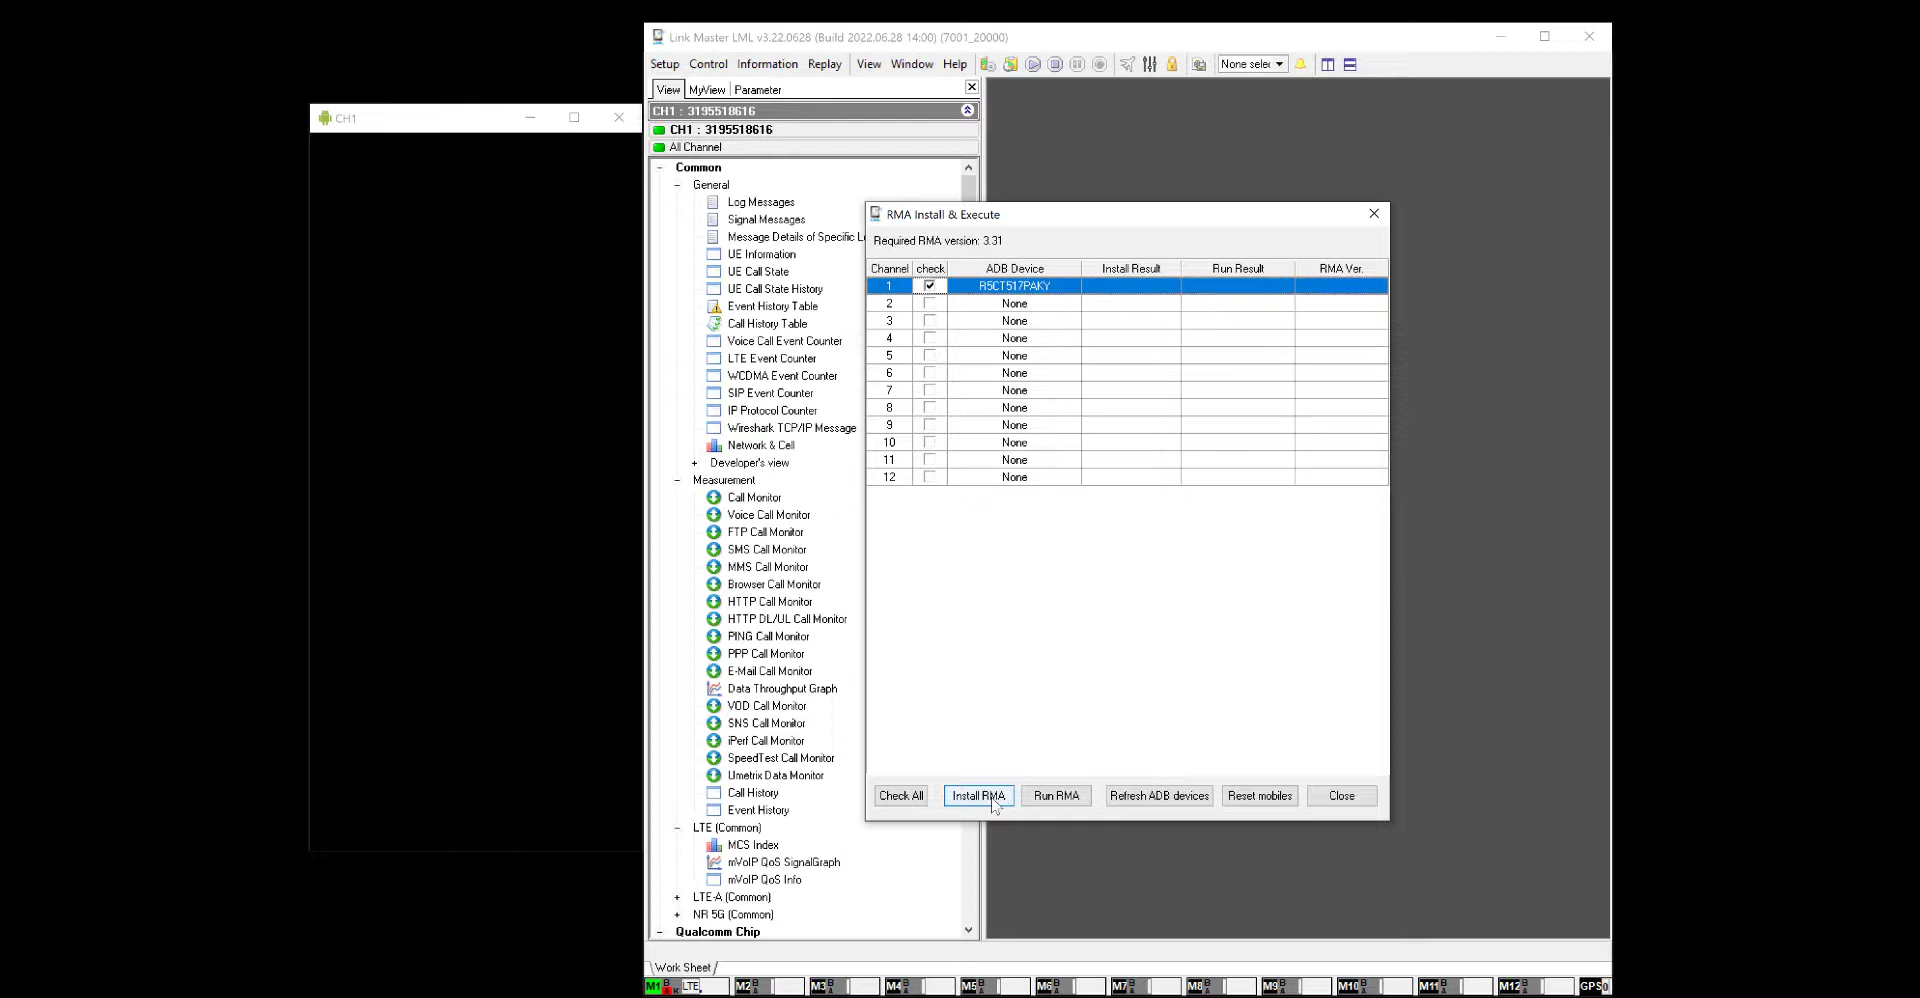 Link Master LML v3.22.0628 (Build 2022.06.28 14:00) (7001_20000)
Setup Control Information Replay View Window Help None selec
CH1
View MyView Parameter
CH1 : 3195518616
CH1 : 3195518616
All Channel
Common
General
Log Messages
Signal Messages
Message Details of Specific Lo
UE Information
UE Call State
UE Call State History
Event History Table
Call History Table
Voice Call Event Counter
LTE Event Counter
WCDMA Event Counter
SIP Event Counter
IP Protocol Counter
Wireshark TCP/IP Message
Network & Cell
Developer's view
Measurement
Call Monitor
Voice Call Monitor
FTP Call Monitor
SMS Call Monitor
MMS Call Monitor
Browser Call Monitor
HTTP Call Monitor
HTTP DL/UL Call Monitor
PING Call Monitor
PPP Call Monitor
E-Mail Call Monitor
Data Throughput Graph
VOD Call Monitor
SNS Call Monitor
iPerf Call Monitor
SpeedTest Call Monitor
Umetrix Data Monitor
Call History
Event History
LTE (Common)
MCS Index
mVoIP QoS SignalGraph
mVoIP QoS Info
LTE-A (Common)
NR 5G (Common)
Qualcomm Chip
RMA Install & Execute
Required RMA version: 3.31
Channel check ADB Device Install Result Run Result RMA Ver.
1 R5CT517PAKY
2 None
3 None
4 None
5 None
6 None
7 None
8 None
9 None
10 None
11 None
12 None
Check All Install RMA Run RMA Refresh ADB devices Reset mobiles Close
Work Sheet
M1 B A K LTE, M2 B A M3 B A M4 B A M5 B A M6 B A M7 B A M8 B A M9 B A M10 B A M11 B A M12 B A GPS0